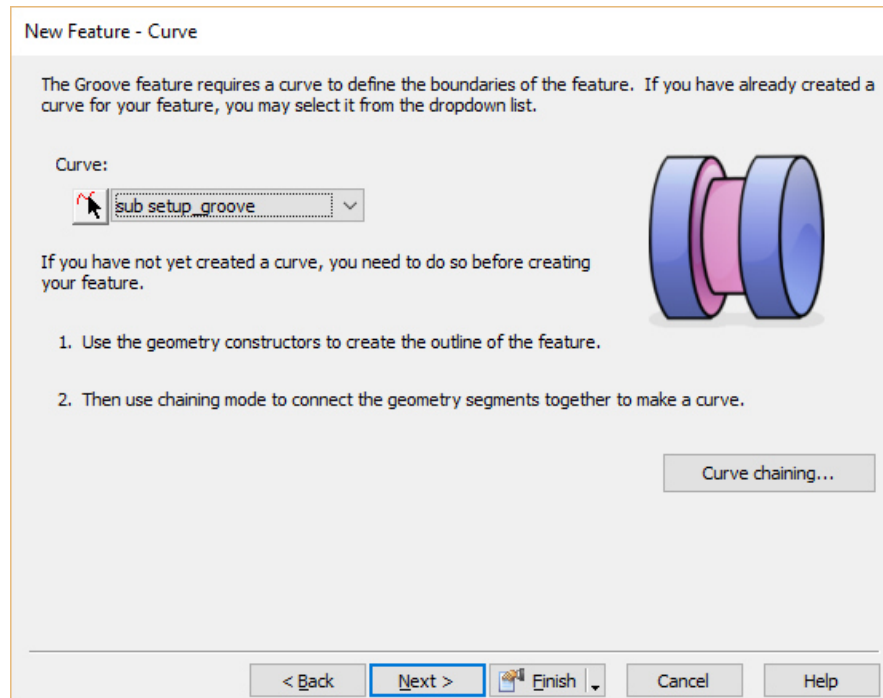 New Feature - Curve
The Groove feature requires a curve to define the boundaries of the feature. If you have already created a
curve for your feature, you may select it from the dropdown list.
Curve:
sub setup_groove
If you have not yet created a curve, you need to do so before creating
your feature.
1. Use the geometry constructors to create the outline of the feature.
2. Then use chaining mode to connect the geometry segments together to make a curve.
Curve chaining...
< Back Next > Finish Cancel Help